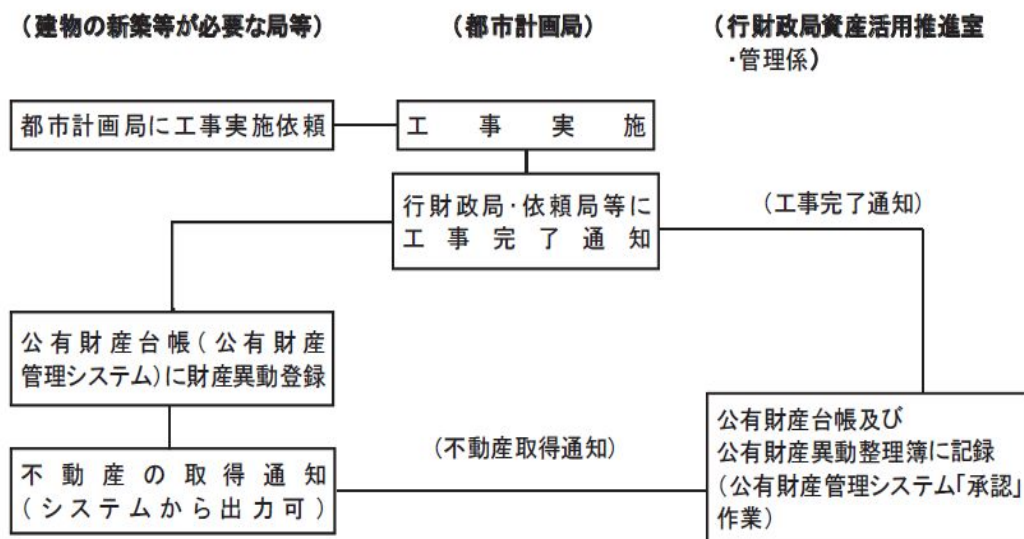 (建物の新築等が必要な局等)
(都市計画局)
(行財政局資産活用推進室
・管理係)
都市計画局に工事実施依頼
工事実施
行財政局・依頼局等に
工事完了通知
(工事完了通知)
公有財産台帳(公有財産
管理システム)に財産異動登録
不動産の取得通知
(システムから出力可)
(不動産取得通知)
公有財産台帳及び
公有財産異動整理簿に記録
(公有財産管理システム「承認」
作業)